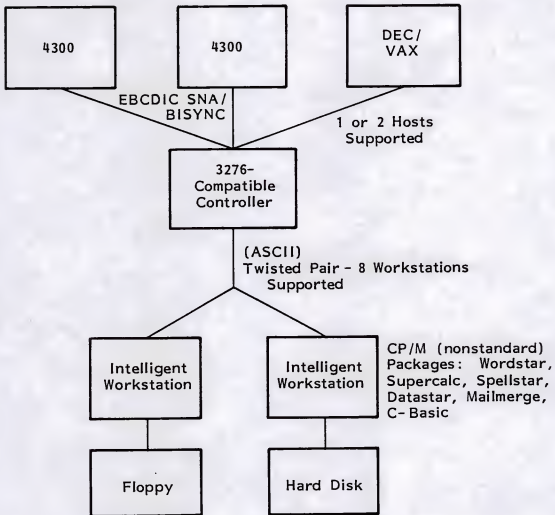 4300
4300
DEC/
VAX
EBCDIC SNA/
BISYNC
1 or 2 Hosts
Supported
3276-
Compatible
Controller
(ASCII)
Twisted Pair - 8 Workstations
Supported
Intelligent
Workstation
Intelligent
Workstation
CP/M (nonstandard)
Packages: Wordstar,
Supercalc, Spellstar,
Datastar, Mailmerge,
C-Basic
Floppy
Hard Disk